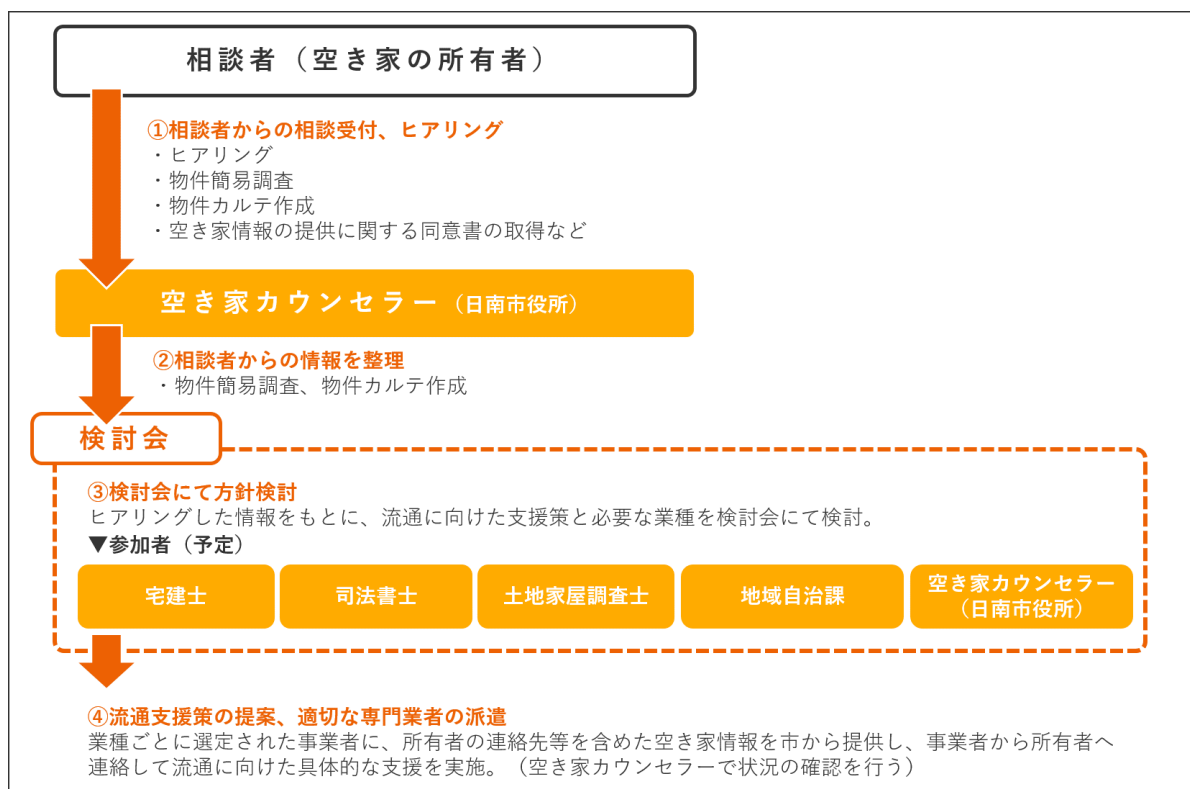 相談者（空き家の所有者）
①相談者からの相談受付、ヒアリング
・ヒアリング
・物件簡易調査
・物件カルテ作成
・空き家情報の提供に関する同意書の取得など
空き家カウンセラー（日南市役所）
②相談者からの情報を整理
・物件簡易調査、物件カルテ作成
検討会
③検討会にて方針検討
ヒアリングした情報をもとに、流通に向けた支援策と必要な業種を検討会にて検討。
▼参加者（予定）
宅建士
司法書士
土地家屋調査士
地域自治課
空き家カウンセラー
（日南市役所）
④流通支援策の提案、適切な専門業者の派遣
業種ごとに選定された事業者に、所有者の連絡先等を含めた空き家情報を市から提供し、事業者から所有者へ
連絡して流通に向けた具体的な支援を実施。（空き家カウンセラーで状況の確認を行う）